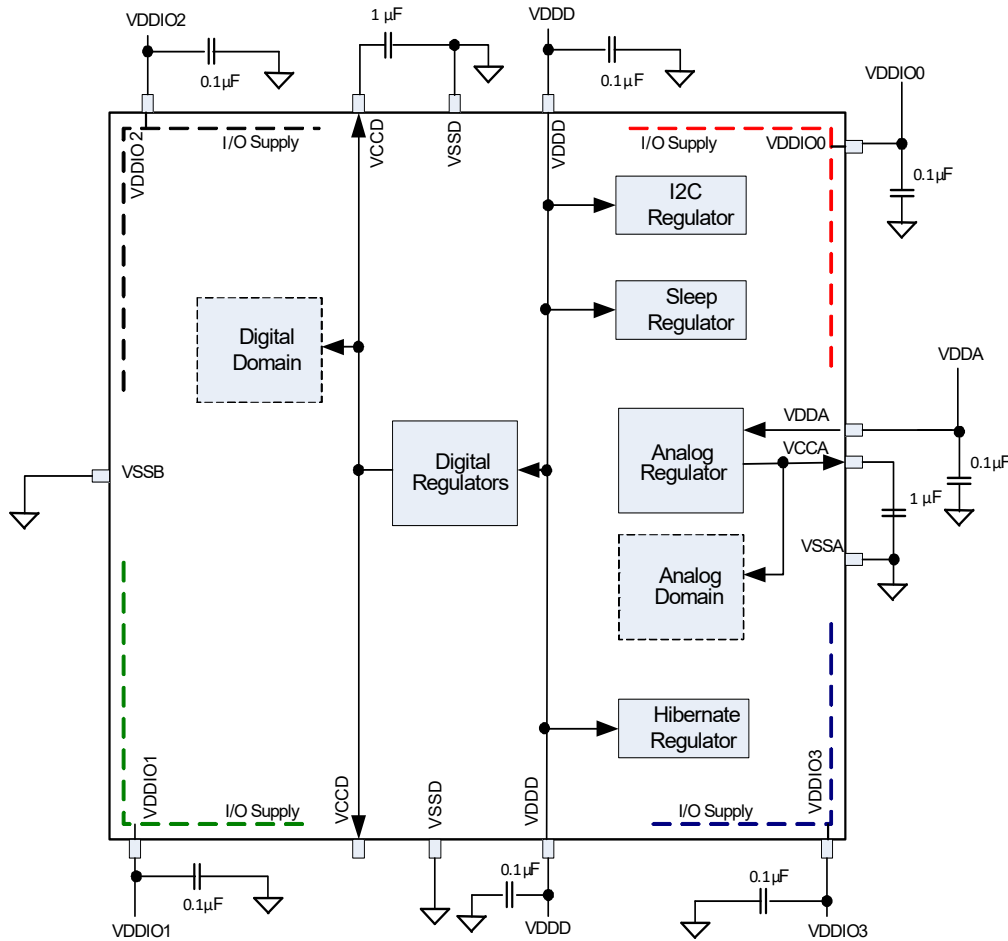 VDDIO2
1 µF
VDDD
0.1µF
0.1µF
VDDIO0
VDDIO2
I/O Supply
VCCD
VSSD
VDDD
I/O Supply
VDDIO0
0.1µF
I2C
Regulator
Sleep
Regulator
Digital
Domain
VDDA
VDDA
Analog
Regulator
VCCA
Digital
Regulators
VSSB
0.1µF
1 µF
VSSA
Analog
Domain
Hibernate
Regulator
VDDIO1
I/O Supply
VCCD
VSSD
VDDD
I/O Supply
VDDIO3
0.1µF
0.1µF
0.1µF
VDDIO1
VDDD
VDDIO3